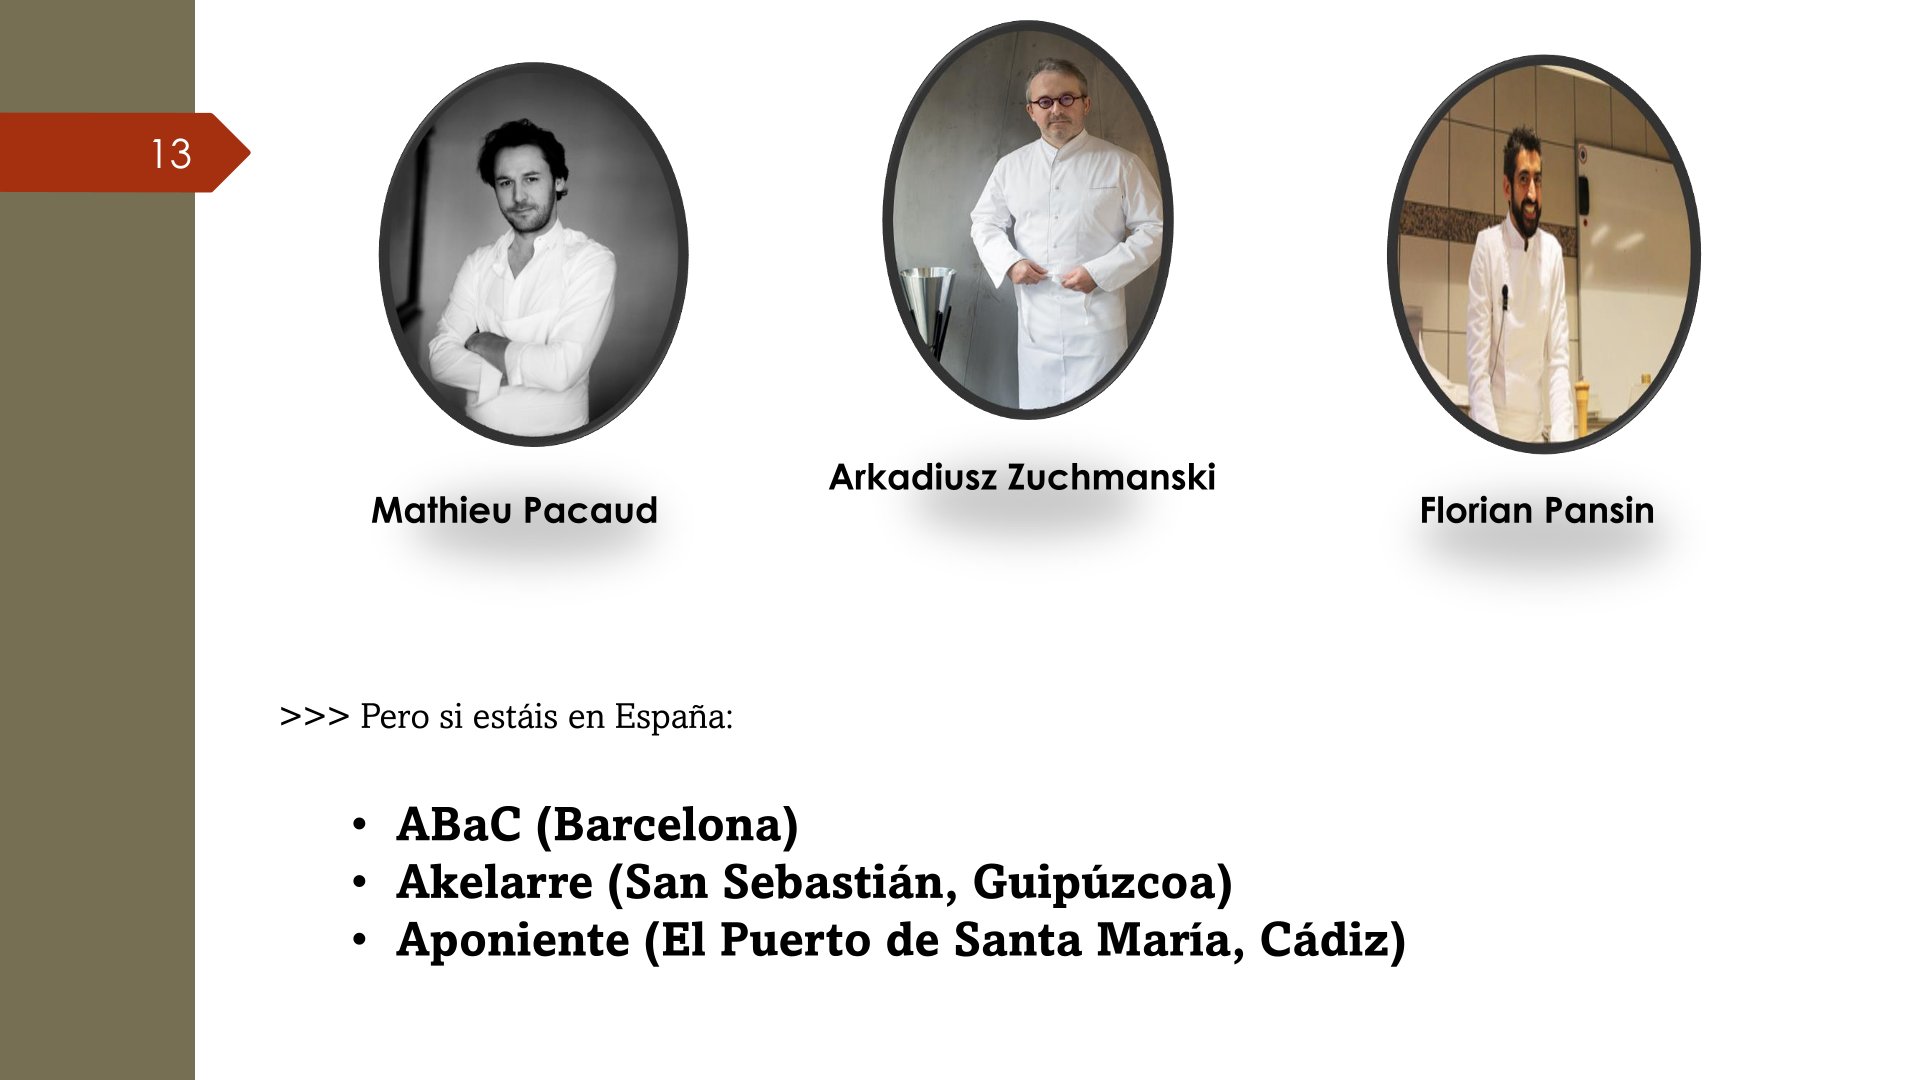 13
Mathieu Pacaud
Arkadiusz Zuchmanski
Florian Pansin
>>> Pero si estáis en España:
• ABaC (Barcelona)
• Akelarre (San Sebastián, Guipúzcoa)
• Aponiente (El Puerto de Santa María, Cádiz)